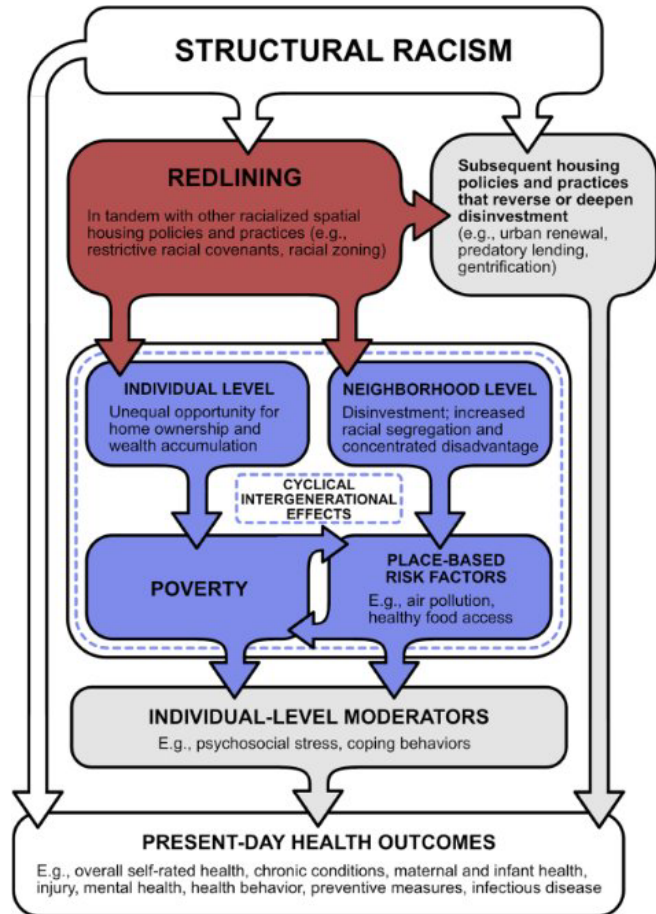 STRUCTURAL RACISM
REDLINING
In tandem with other racialized spatial
housing policies and practices (e.g.,
restrictive racial covenants, racial zoning)
Subsequent housing
policies and practices
that reverse or deepen
disinvestment
(e.g., urban renewal,
predatory lending,
gentrification)
INDIVIDUAL LEVEL
Unequal opportunity for
home ownership and
wealth accumulation
NEIGHBORHOOD LEVEL
Disinvestment; increased
racial segregation and
concentrated disadvantage
CYCLICAL
INTERGENERATIONAL
EFFECTS
POVERTY
PLACE-BASED
RISK FACTORS
E.g., air pollution,
healthy food access
INDIVIDUAL-LEVEL MODERATORS
E.g., psychosocial stress, coping behaviors
PRESENT-DAY HEALTH OUTCOMES
E.g., overall self-rated health, chronic conditions, maternal and infant health,
injury, mental health, health behavior, preventive measures, infectious disease